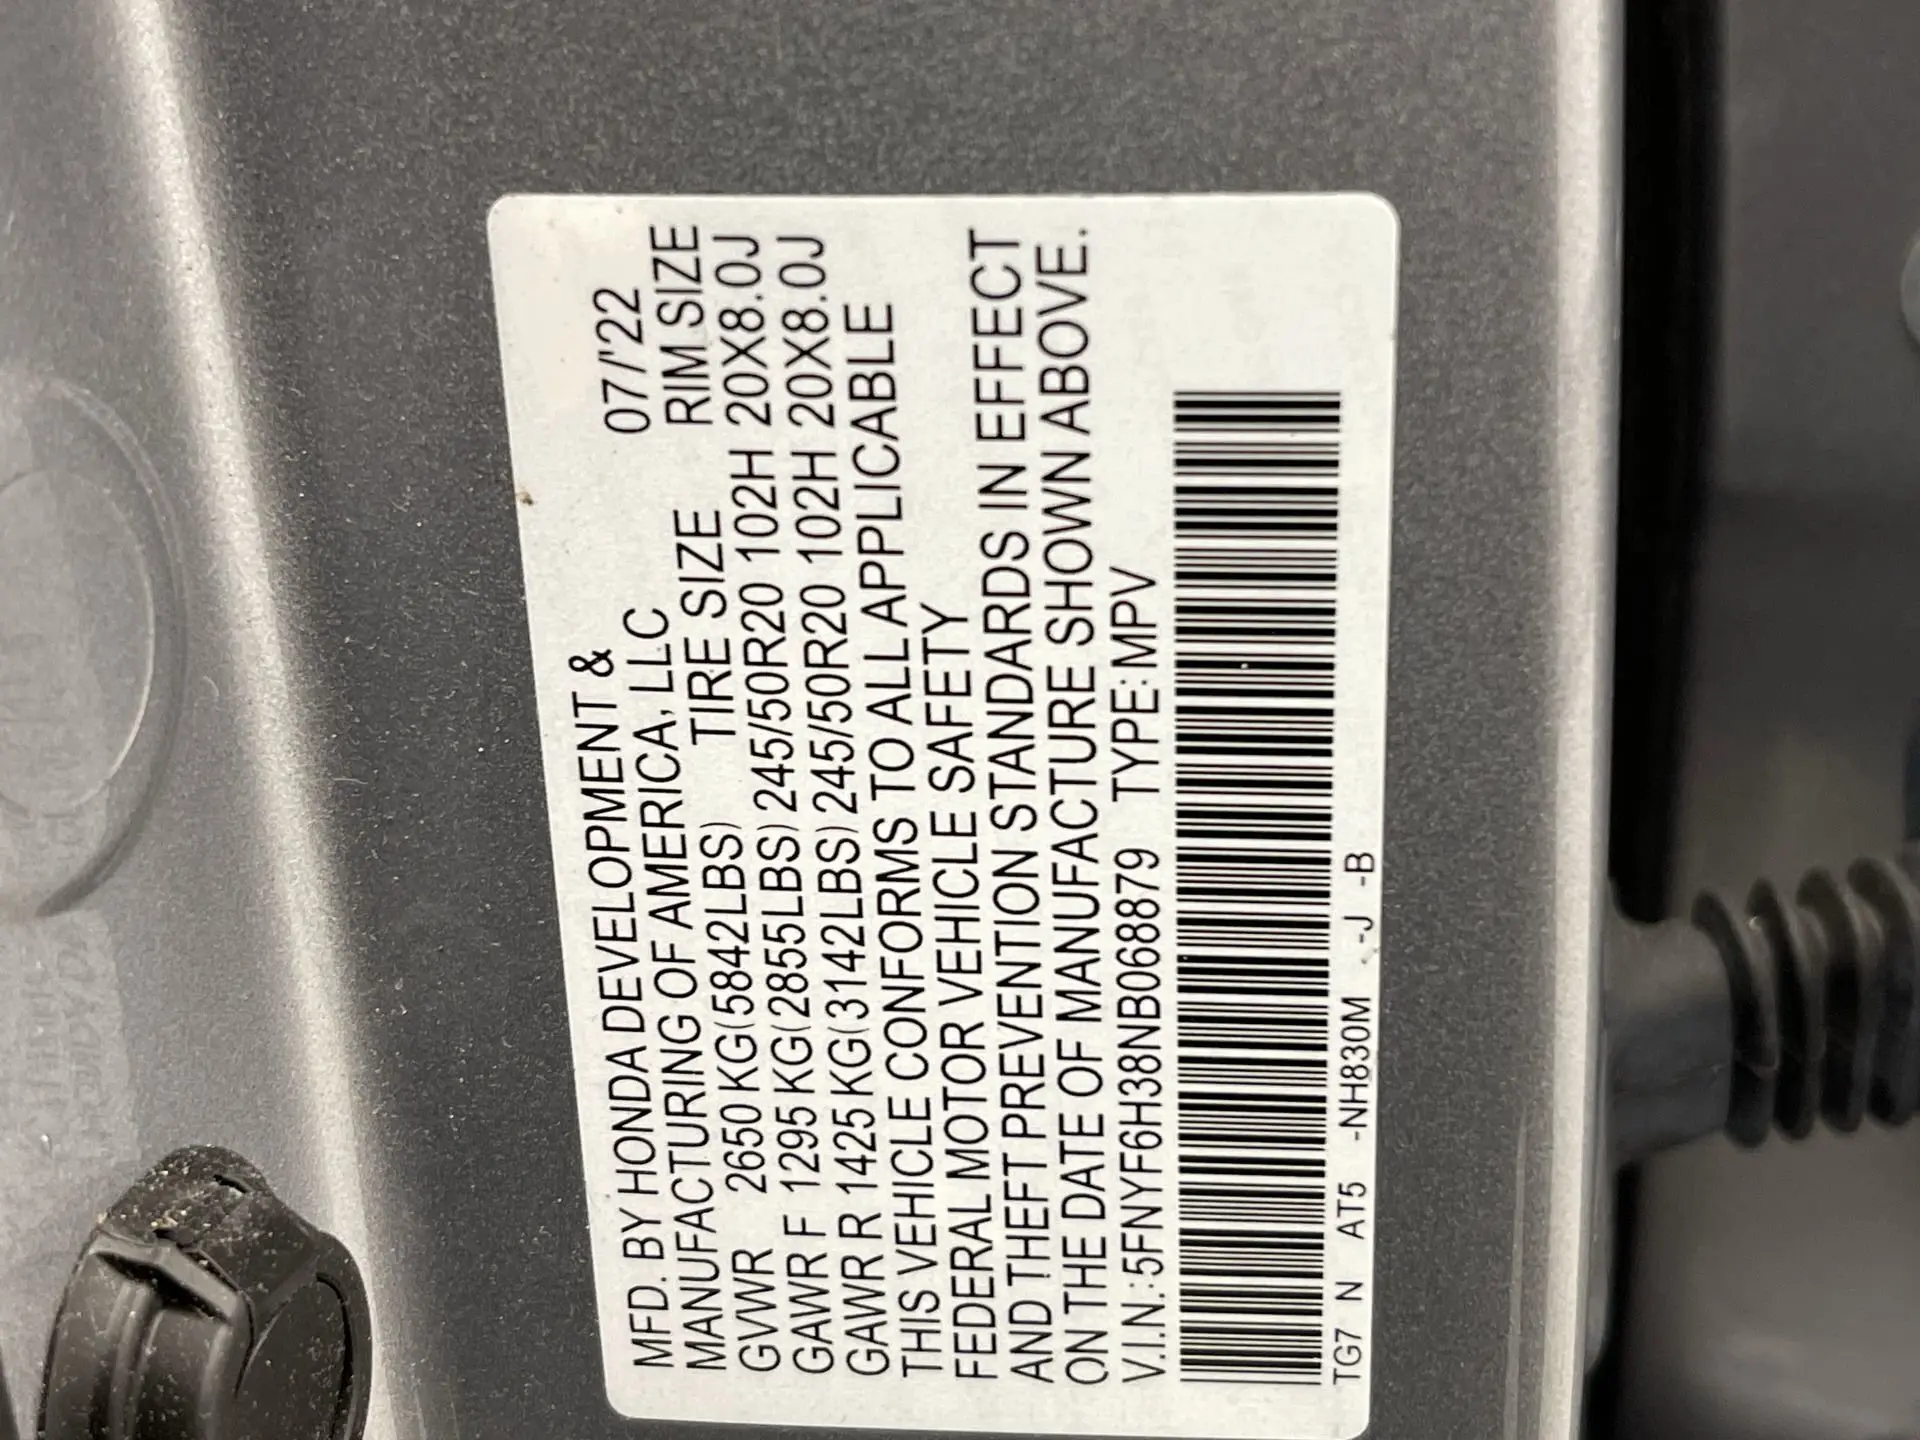 MFD. BY HONDA DEVELOPMENT &
MANUFACTURING OF AMERICA, LLC 07/'22
TIRE SIZE RIM SIZE
GVWR 2650 KG(5842LBS)
GAWR F 1295 KG(2855LBS) 245/50R20 102H 20X8.0J
GAWR R 1425 KG(3142LBS) 245/50R20 102H 20X8.0J
THIS VEHICLE CONFORMS TO ALL APPLICABLE
FEDERAL MOTOR VEHICLE SAFETY
AND THEFT PREVENTION STANDARDS IN EFFECT
ON THE DATE OF MANUFACTURE SHOWN ABOVE.
V.I.N.: 5FNYF6H38NB068879 TYPE: MPV
TG7 N AT5 -NH830M -J -B